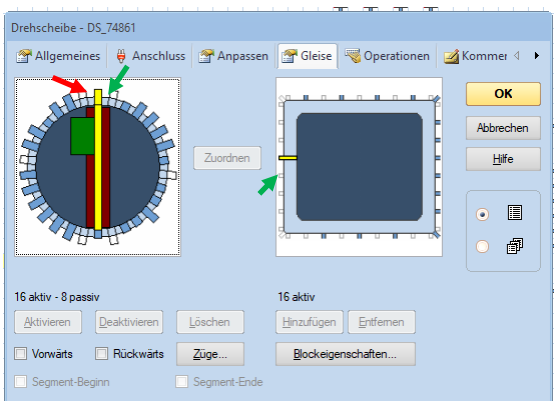 Drehscheibe - DS_74861
Allgemeines Anschluss Anpassen Gleise Operationen Kommer
OK
Zuordnen
Abbrechen
Hilfe
16 aktiv - 8 passiv 16 aktiv
Aktivieren Deaktivieren Löschen Hinzufügen Entfernen
Vorwärts Rückwärts Züge... Blockeigenschaften...
Segment-Beginn Segment-Ende